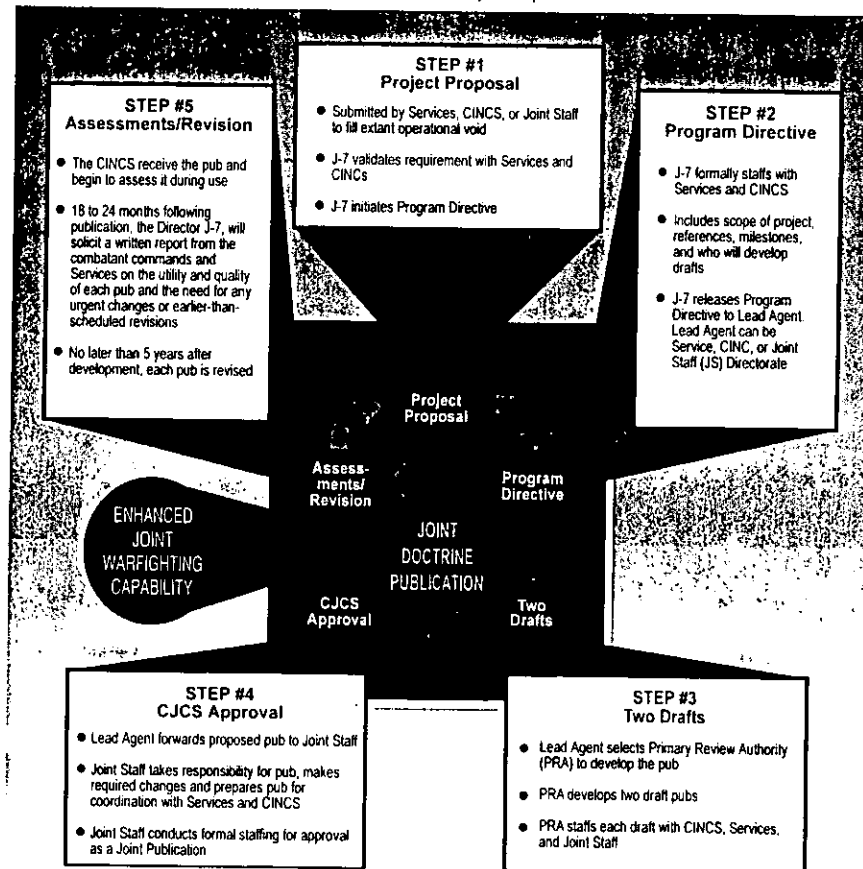 STEP #1
Project Proposal
● Submitted by Services, CINCS, or Joint Staff
to fill extant operational void
● J-7 validates requirement with Services and
CINCs
● J-7 initiates Program Directive
STEP #2
Program Directive
● J-7 formally staffs with
Services and CINCS
● Includes scope of project,
references, milestones,
and who will develop
drafts
● J-7 releases Program
Directive to Lead Agent.
Lead Agent can be
Service, CINC, or Joint
Staff (JS) Directorate
STEP #3
Two Drafts
● Lead Agent selects Primary Review Authority
(PRA) to develop the pub
● PRA develops two draft pubs
● PRA staffs each draft with CINCS, Services,
and Joint Staff
STEP #4
CJCS Approval
● Lead Agent forwards proposed pub to Joint Staff
● Joint Staff takes responsibility for pub, makes
required changes and prepares pub for
coordination with Services and CINCS
● Joint Staff conducts formal staffing for approval
as a Joint Publication
STEP #5
Assessments/Revision
● The CINCS receive the pub and
begin to assess it during use
● 18 to 24 months following
publication, the Director J-7, will
solicit a written report from the
combatant commands and
Services on the utility and quality
of each pub and the need for any
urgent changes or earlier-than-
scheduled revisions
● No later than 5 years after
development, each pub is revised
Project
Proposal
Program
Directive
Two
Drafts
CJCS
Approval
Assess-
ments/
Revision
JOINT
DOCTRINE
PUBLICATION
ENHANCED
JOINT
WARFIGHTING
CAPABILITY